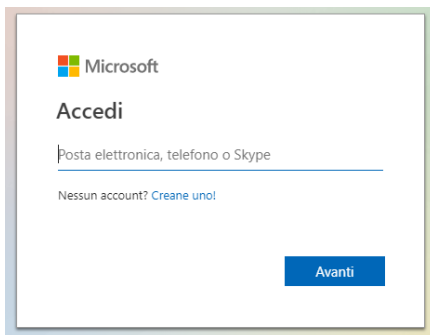 Microsoft
Accedi
Posta elettronica, telefono o Skype
Nessun account? Creane uno!
Avanti